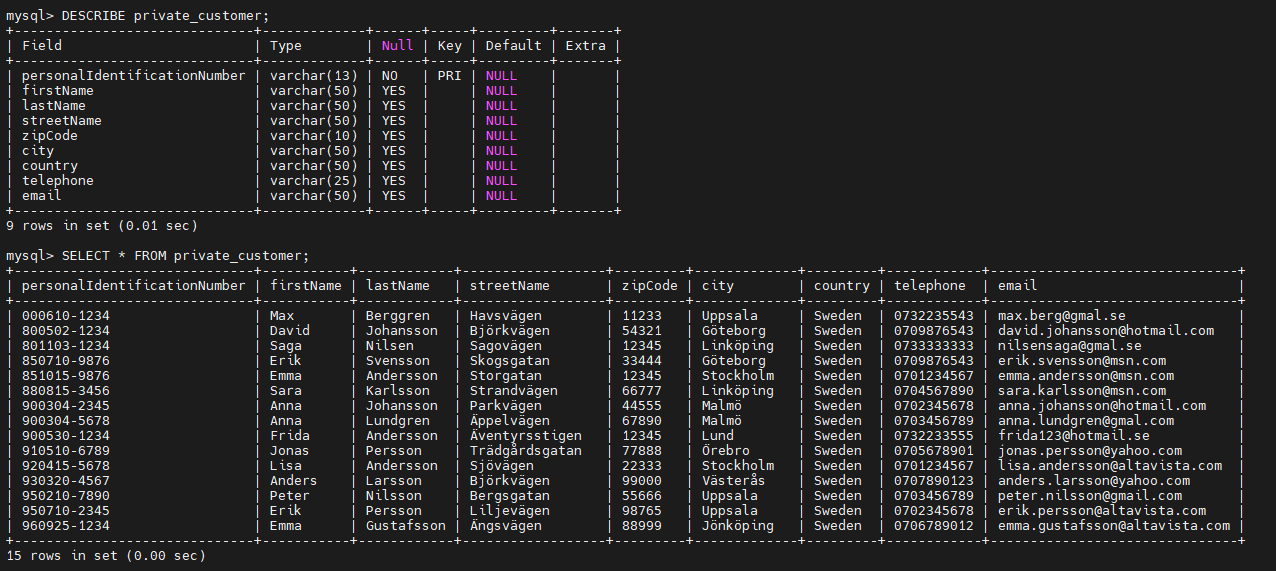 mysql> DESCRIBE private_customer;
+------------------------------+-------------+------+-----+---------+-------+
| Field                        | Type        | Null | Key | Default | Extra |
+------------------------------+-------------+------+-----+---------+-------+
| personalIdentificationNumber | varchar(13) | NO   | PRI | NULL    |       |
| firstName                    | varchar(50) | YES  |     | NULL    |       |
| lastName                     | varchar(50) | YES  |     | NULL    |       |
| streetName                   | varchar(50) | YES  |     | NULL    |       |
| zipCode                      | varchar(10) | YES  |     | NULL    |       |
| city                         | varchar(50) | YES  |     | NULL    |       |
| country                      | varchar(50) | YES  |     | NULL    |       |
| telephone                    | varchar(25) | YES  |     | NULL    |       |
| email                        | varchar(50) | YES  |     | NULL    |       |
+------------------------------+-------------+------+-----+---------+-------+
9 rows in set (0.01 sec)

mysql> SELECT * FROM private_customer;
+------------------------------+-----------+------------+------------------+---------+------------+---------+------------+-------------------------------+
| personalIdentificationNumber | firstName | lastName   | streetName       | zipCode | city       | country | telephone  | email                         |
+------------------------------+-----------+------------+------------------+---------+------------+---------+------------+-------------------------------+
| 000610-1234                  | Max       | Berggren   | Havsvägen        | 11233   | Uppsala    | Sweden  | 0732235543 | max.berg@gmal.se              |
| 800502-1234                  | David     | Johansson  | Björkvägen       | 54321   | Göteborg   | Sweden  | 0709876543 | david.johansson@hotmail.com   |
| 801103-1234                  | Saga      | Nilsen     | Sagovägen        | 12345   | Linköping  | Sweden  | 0733333333 | nilsensaga@gmal.se            |
| 850710-9876                  | Erik      | Svensson   | Skogsgatan       | 33444   | Göteborg   | Sweden  | 0709876543 | erik.svensson@msn.com         |
| 851015-9876                  | Emma      | Andersson  | Storgatan        | 12345   | Stockholm  | Sweden  | 0701234567 | emma.andersson@msn.com        |
| 880815-3456                  | Sara      | Karlsson   | Strandvägen      | 66777   | Linköping  | Sweden  | 0704567890 | sara.karlsson@msn.com         |
| 900304-2345                  | Anna      | Johansson  | Parkvägen        | 44555   | Malmö      | Sweden  | 0702345678 | anna.johansson@hotmail.com    |
| 900304-5678                  | Anna      | Lundgren   | Äppelvägen       | 67890   | Malmö      | Sweden  | 0703456789 | anna.lundgren@gmal.com        |
| 900530-1234                  | Frida     | Andersson  | Äventyrsstigen   | 12345   | Lund       | Sweden  | 0732233555 | frida123@hotmail.se           |
| 910510-6789                  | Jonas     | Persson    | Trädgårdsgatan   | 77888   | Örebro     | Sweden  | 0705678901 | jonas.persson@yahoo.com       |
| 920415-5678                  | Lisa      | Andersson  | Sjövägen         | 22333   | Stockholm  | Sweden  | 0701234567 | lisa.andersson@altavista.com  |
| 930320-4567                  | Anders    | Larsson    | Björkvägen       | 99000   | Västerås   | Sweden  | 0707890123 | anders.larsson@yahoo.com      |
| 950210-7890                  | Peter     | Nilsson    | Bergsgatan       | 55666   | Uppsala    | Sweden  | 0703456789 | peter.nilsson@gmail.com       |
| 950710-2345                  | Erik      | Persson    | Liljevägen       | 98765   | Uppsala    | Sweden  | 0702345678 | erik.persson@altavista.com    |
| 960925-1234                  | Emma      | Gustafsson | Ängsvägen        | 88999   | Jönköping  | Sweden  | 0706789012 | emma.gustafsson@altavista.com |
+------------------------------+-----------+------------+------------------+---------+------------+---------+------------+-------------------------------+
15 rows in set (0.00 sec)